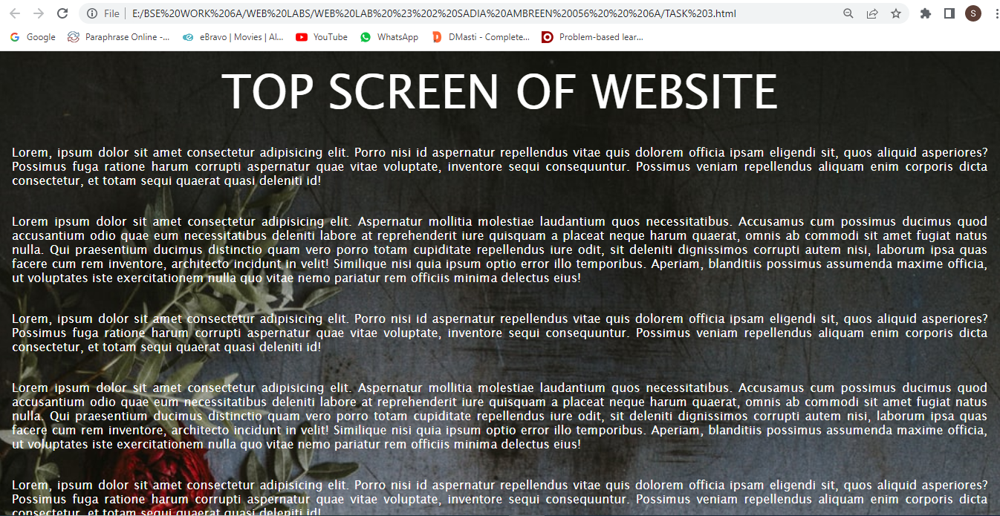 File | E:/BSE%20WORK%206A/WEB%20LABS/WEB%20LAB%20%23%202%20SADIA%20AMBREEN%20056%20%20%206A/TASK%203.html
S
Google Paraphrase Online -... eBravo | Movies | Al... YouTube WhatsApp DMasti - Complete... Problem-based lear...
TOP SCREEN OF WEBSITE
Lorem, ipsum dolor sit amet consectetur adipisicing elit. Porro nisi id aspernatur repellendus vitae quis dolorem officia ipsam eligendi sit, quos aliquid asperiores?
Possimus fuga ratione harum corrupti aspernatur quae vitae voluptate, inventore sequi consequuntur. Possimus veniam repellendus aliquam enim corporis dicta
consectetur, et totam sequi quaerat quasi deleniti id!
Lorem ipsum dolor sit amet consectetur adipisicing elit. Aspernatur mollitia molestiae laudantium quos necessitatibus. Accusamus cum possimus ducimus quod
accusantium odio quae eum necessitatibus deleniti labore at reprehenderit iure quisquam a placeat neque harum quaerat, omnis ab commodi sit amet fugiat natus
nulla. Qui praesentium ducimus distinctio quam vero porro totam cupiditate repellendus iure odit, sit deleniti dignissimos corrupti autem nisi, laborum ipsa quas
facere cum rem inventore, architecto incidunt in velit! Similique nisi quia ipsum optio error illo temporibus. Aperiam, blanditiis possimus assumenda maxime officia,
ut voluptates iste exercitationem nulla quo vitae nemo pariatur rem officiis minima delectus eius!
Lorem, ipsum dolor sit amet consectetur adipisicing elit. Porro nisi id aspernatur repellendus vitae quis dolorem officia ipsam eligendi sit, quos aliquid asperiores?
Possimus fuga ratione harum corrupti aspernatur quae vitae voluptate, inventore sequi consequuntur. Possimus veniam repellendus aliquam enim corporis dicta
consectetur, et totam sequi quaerat quasi deleniti id!
Lorem ipsum dolor sit amet consectetur adipisicing elit. Aspernatur mollitia molestiae laudantium quos necessitatibus. Accusamus cum possimus ducimus quod
accusantium odio quae eum necessitatibus deleniti labore at reprehenderit iure quisquam a placeat neque harum quaerat, omnis ab commodi sit amet fugiat natus
nulla. Qui praesentium ducimus distinctio quam vero porro totam cupiditate repellendus iure odit, sit deleniti dignissimos corrupti autem nisi, laborum ipsa quas
facere cum rem inventore, architecto incidunt in velit! Similique nisi quia ipsum optio error illo temporibus. Aperiam, blanditiis possimus assumenda maxime officia,
ut voluptates iste exercitationem nulla quo vitae nemo pariatur rem officiis minima delectus eius!
Lorem, ipsum dolor sit amet consectetur adipisicing elit. Porro nisi id aspernatur repellendus vitae quis dolorem officia ipsam eligendi sit, quos aliquid asperiores?
Possimus fuga ratione harum corrupti aspernatur quae vitae voluptate, inventore sequi consequuntur. Possimus veniam repellendus aliquam enim corporis dicta
consectetur, et totam sequi quaerat quasi deleniti id!